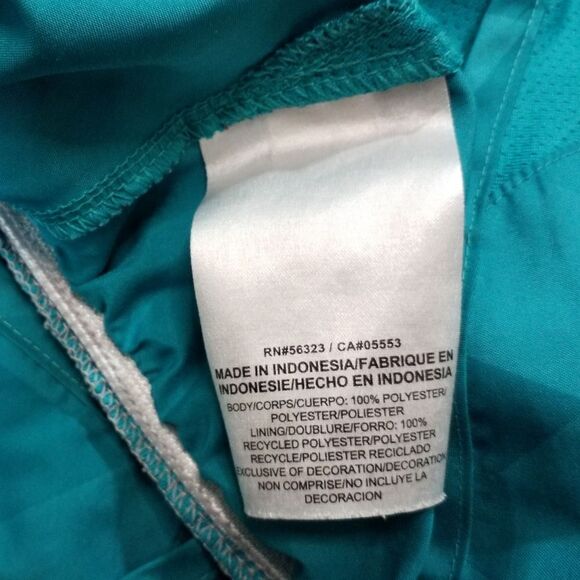 RN#56323 / CA#05553
MADE IN INDONESIA/FABRIQUE EN
INDONESIE/HECHO EN INDONESIA
BODY/CORPS/CUERPO: 100% POLYESTER/
POLYESTER/POLIESTER
LINING/DOUBLURE/FORRO: 100%
RECYCLED POLYESTER/POLYESTER
RECYCLE/POLIESTER RECICLADO
EXCLUSIVE OF DECORATION/DECORATION
NON COMPRISE/NO INCLUYE LA
DECORACION